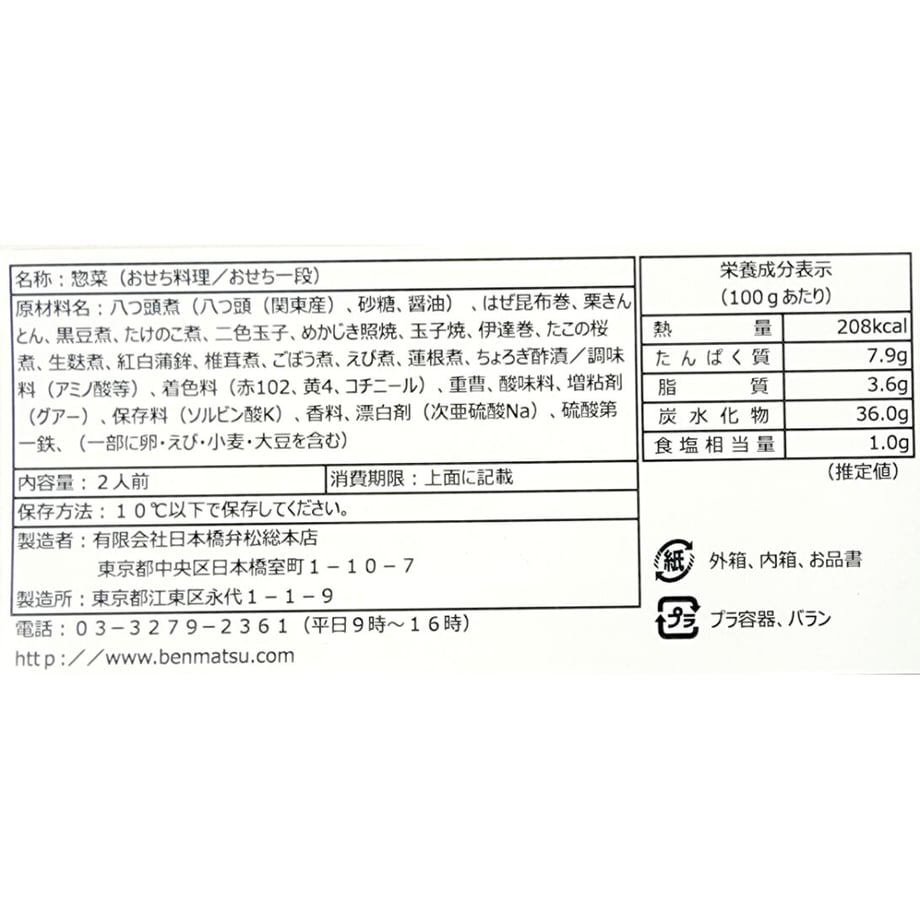 名称：惣菜（おせち料理／おせち一段）
原材料名：八つ頭煮（八つ頭（関東産）、砂糖、醤油）、はぜ昆布巻、栗きん
とん、黒豆煮、たけのこ煮、二色玉子、めかじき照焼、玉子焼、伊達巻、たこの桜
煮、生麩煮、紅白蒲鉾、椎茸煮、ごぼう煮、えび煮、蓮根煮、ちょろぎ酢漬／調味
料（アミノ酸等）、着色料（赤102、黄4、コチニール）、重曹、酸味料、増粘剤
（グアー）、保存料（ソルビン酸K）、香料、漂白剤（次亜硫酸Na）、硫酸第
一鉄、（一部に卵・えび・小麦・大豆を含む）
内容量：２人前
消費期限：上面に記載
保存方法：１０℃以下で保存してください。
製造者：有限会社日本橋弁松総本店
東京都中央区日本橋室町１－１０－７
製造所：東京都江東区永代１－１－９
電話：０３－３２７９－２３６１（平日９時～１６時）
http：／／www.benmatsu.com
栄養成分表示
（100ｇあたり）
熱量 208kcal
たんぱく質 7.9g
脂質 3.6g
炭水化物 36.0g
食塩相当量 1.0g
（推定値）
紙 外箱、内箱、お品書
プラ プラ容器、バラン